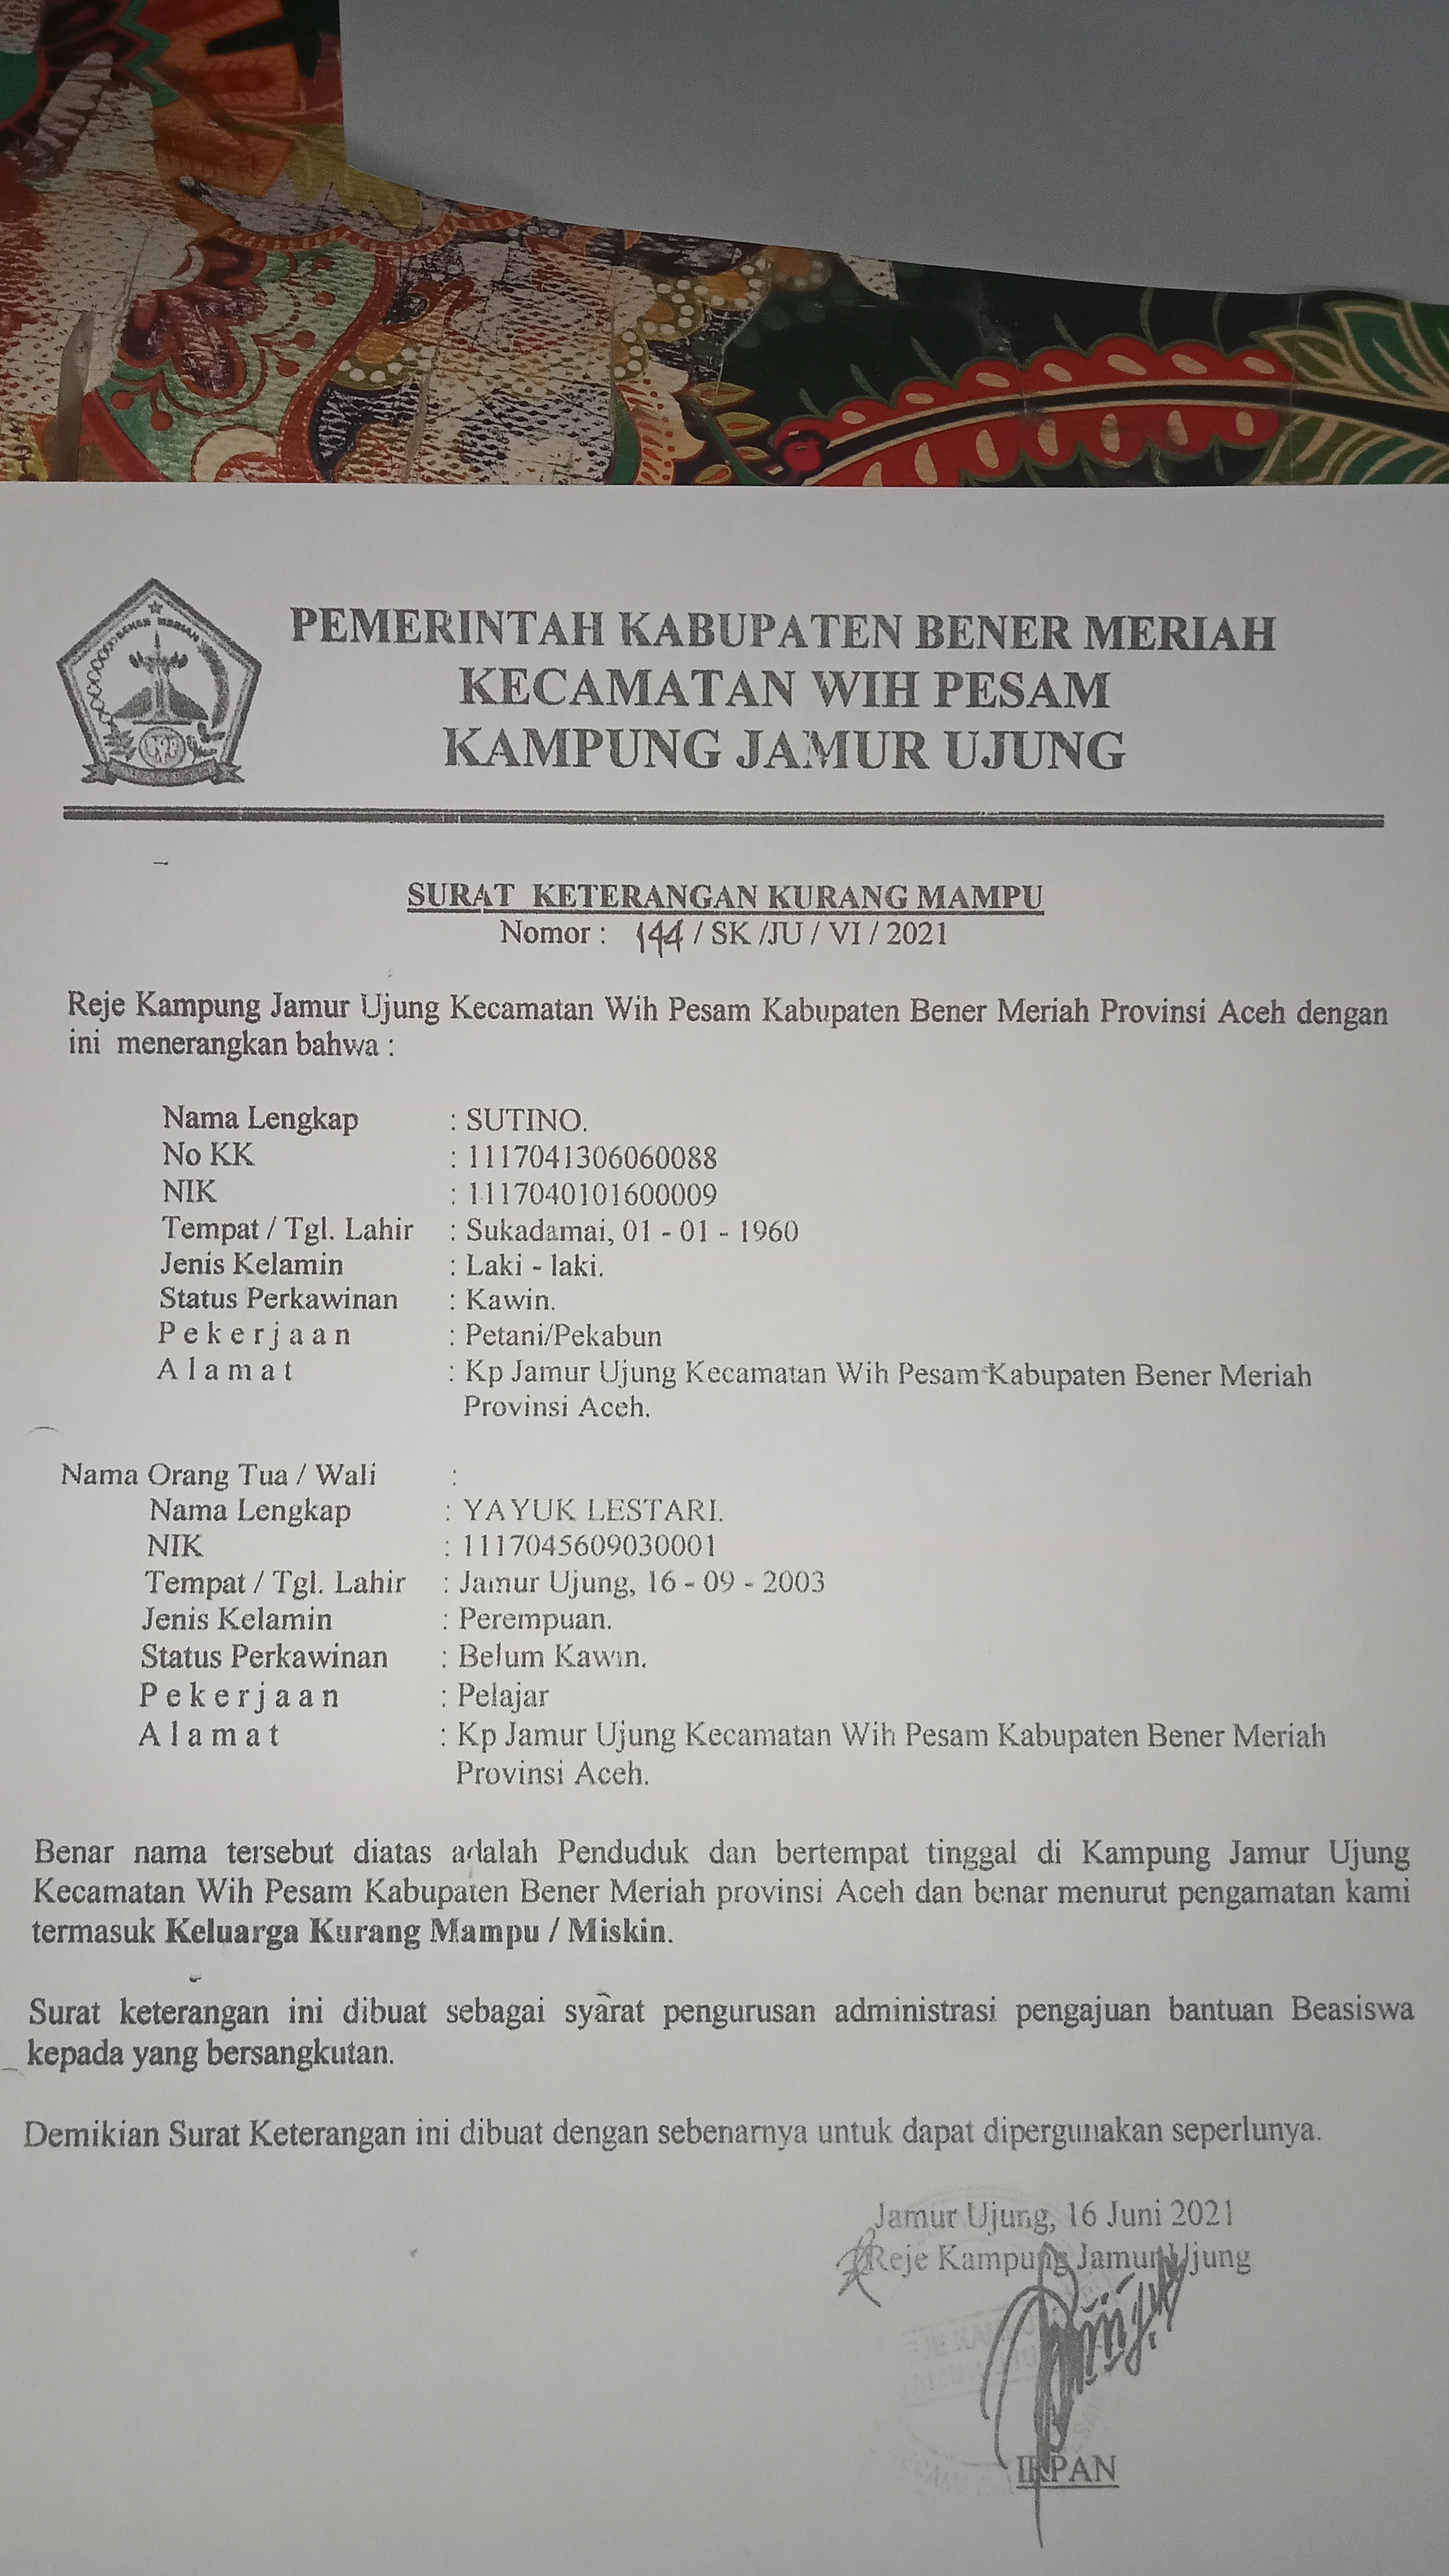 BENER MERIAH
PEMERINTAH KABUPATEN BENER MERIAH
KECAMATAN WIH PESAM
KAMPUNG JAMUR UJUNG
SURAT KETERANGAN KURANG MAMPU
Nomor : 144 / SK /JU / VI / 2021
Reje Kampung Jamur Ujung Kecamatan Wih Pesam Kabupaten Bener Meriah Provinsi Aceh dengan
ini menerangkan bahwa :
Nama Lengkap : SUTINO.
No KK : 1117041306060088
NIK : 1117040101600009
Tempat / Tgl. Lahir : Sukadamai, 01 - 01 - 1960
Jenis Kelamin : Laki - laki.
Status Perkawinan : Kawin.
P e k e r j a a n : Petani/Pekabun
A l a m a t : Kp Jamur Ujung Kecamatan Wih Pesam Kabupaten Bener Meriah
Provinsi Aceh.
Nama Orang Tua / Wali :
Nama Lengkap : YAYUK LESTARI.
NIK : 1117045609030001
Tempat / Tgl. Lahir : Jamur Ujung, 16 - 09 - 2003
Jenis Kelamin : Perempuan.
Status Perkawinan : Belum Kawin.
P e k e r j a a n : Pelajar
A l a m a t : Kp Jamur Ujung Kecamatan Wih Pesam Kabupaten Bener Meriah
Provinsi Aceh.
Benar nama tersebut diatas adalah Penduduk dan bertempat tinggal di Kampung Jamur Ujung
Kecamatan Wih Pesam Kabupaten Bener Meriah provinsi Aceh dan benar menurut pengamatan kami
termasuk Keluarga Kurang Mampu / Miskin.
Surat keterangan ini dibuat sebagai syarat pengurusan administrasi pengajuan bantuan Beasiswa
kepada yang bersangkutan.
Demikian Surat Keterangan ini dibuat dengan sebenarnya untuk dapat dipergunakan seperlunya.
Jamur Ujung, 16 Juni 2021
Reje Kampung Jamur Ujung
IRPAN